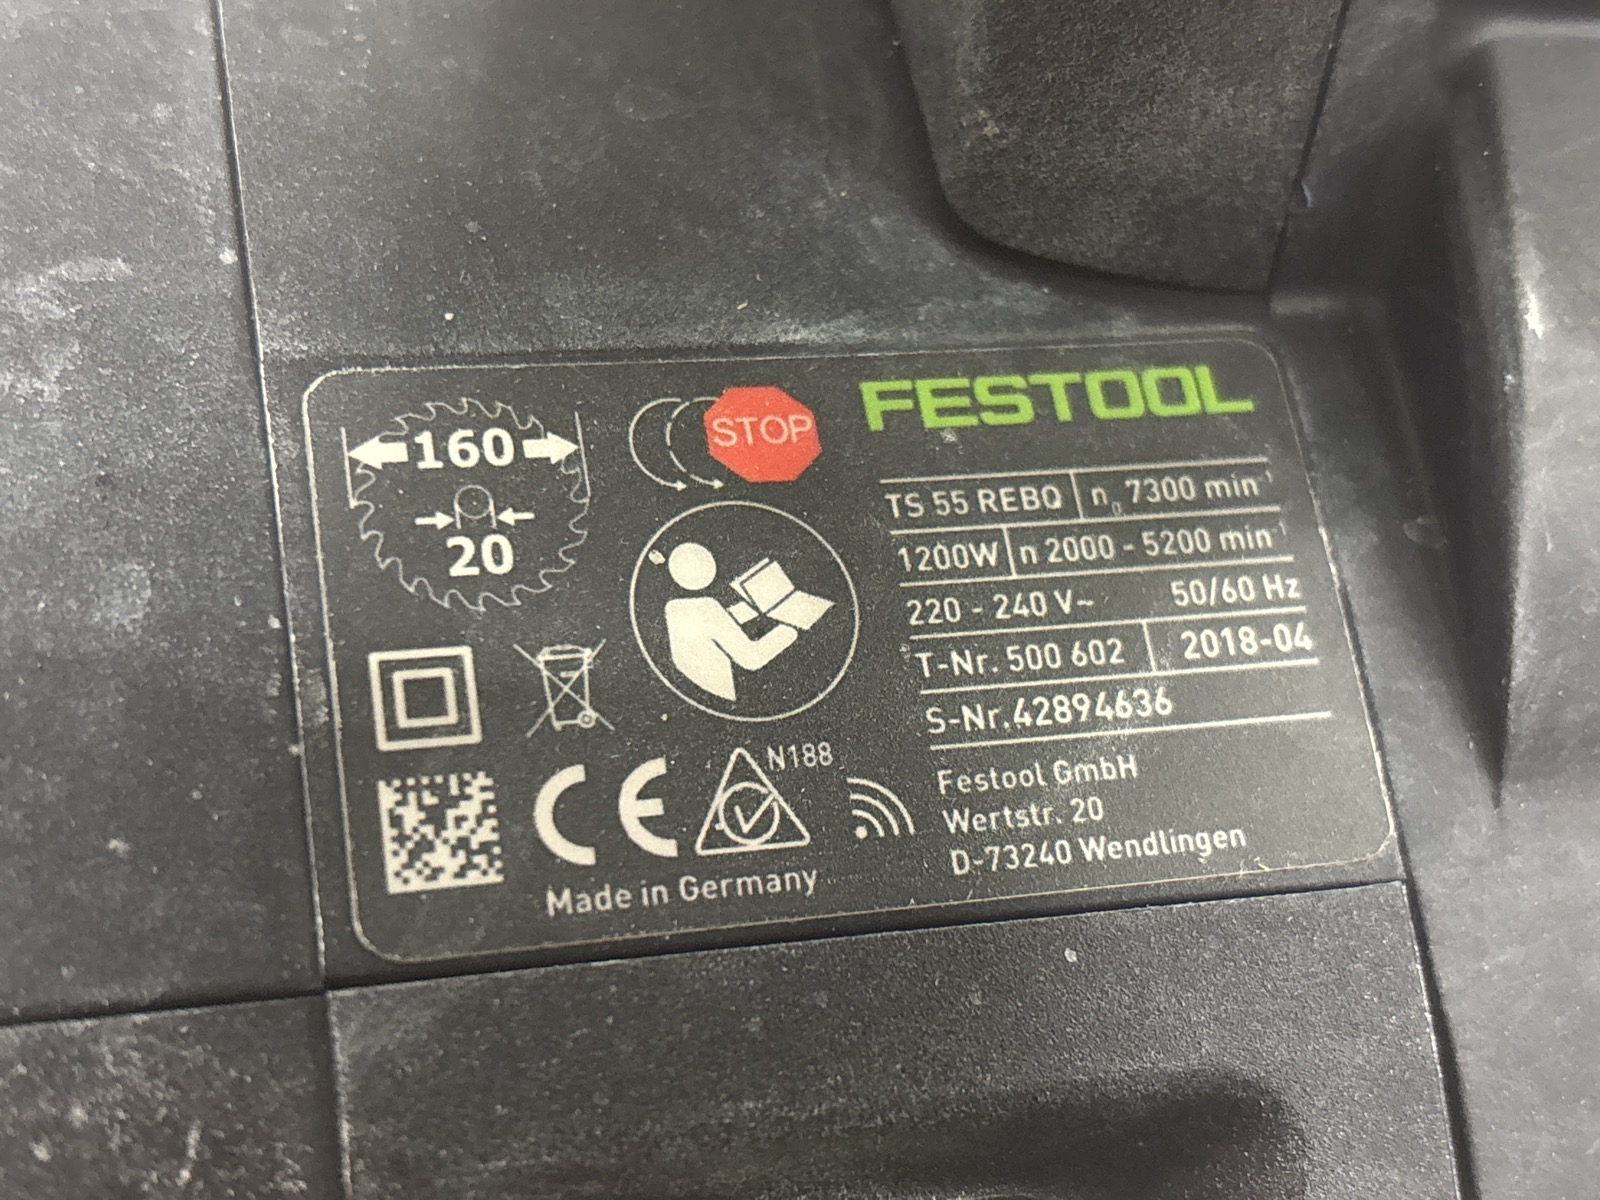 160
20
STOP
FESTOOL
TS 55 REBQ n₀ 7300 min⁻¹
1200W n 2000 - 5200 min⁻¹
220 - 240 V~ 50/60 Hz
T-Nr. 500 602 2018-04
S-Nr.42894636
Festool GmbH
Wertstr. 20
D-73240 Wendlingen
CE
N188
Made in Germany